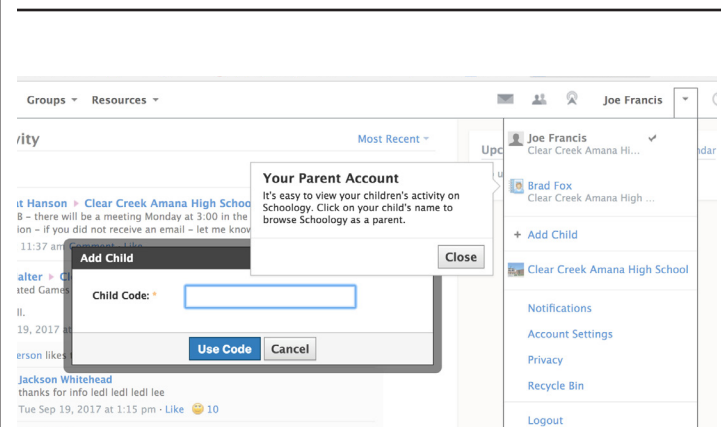 Groups Resources Joe Francis
vity Most Recent
Upc ndar
Joe Francis
Clear Creek Amana Hi...
Your Parent Account
It's easy to view your children's activity on
Schoology. Click on your child's name to
browse Schoology as a parent.
Close
Brad Fox
Clear Creek Amana High ...
+ Add Child
Clear Creek Amana High School
Notifications
Account Settings
Privacy
Recycle Bin
Logout
at Hanson ▸ Clear Creek Amana High Schoo
B – there will be a meeting Monday at 3:00 in the
ion – if you did not receive an email – let me know
11:37 am Comment · Like
Add Child
Child Code: *
Use Code Cancel
alter ▸ Cl
ated Games
ll.
19, 2017 at
erson likes t
Jackson Whitehead
thanks for info ledl ledl ledl lee
Tue Sep 19, 2017 at 1:15 pm · Like 10